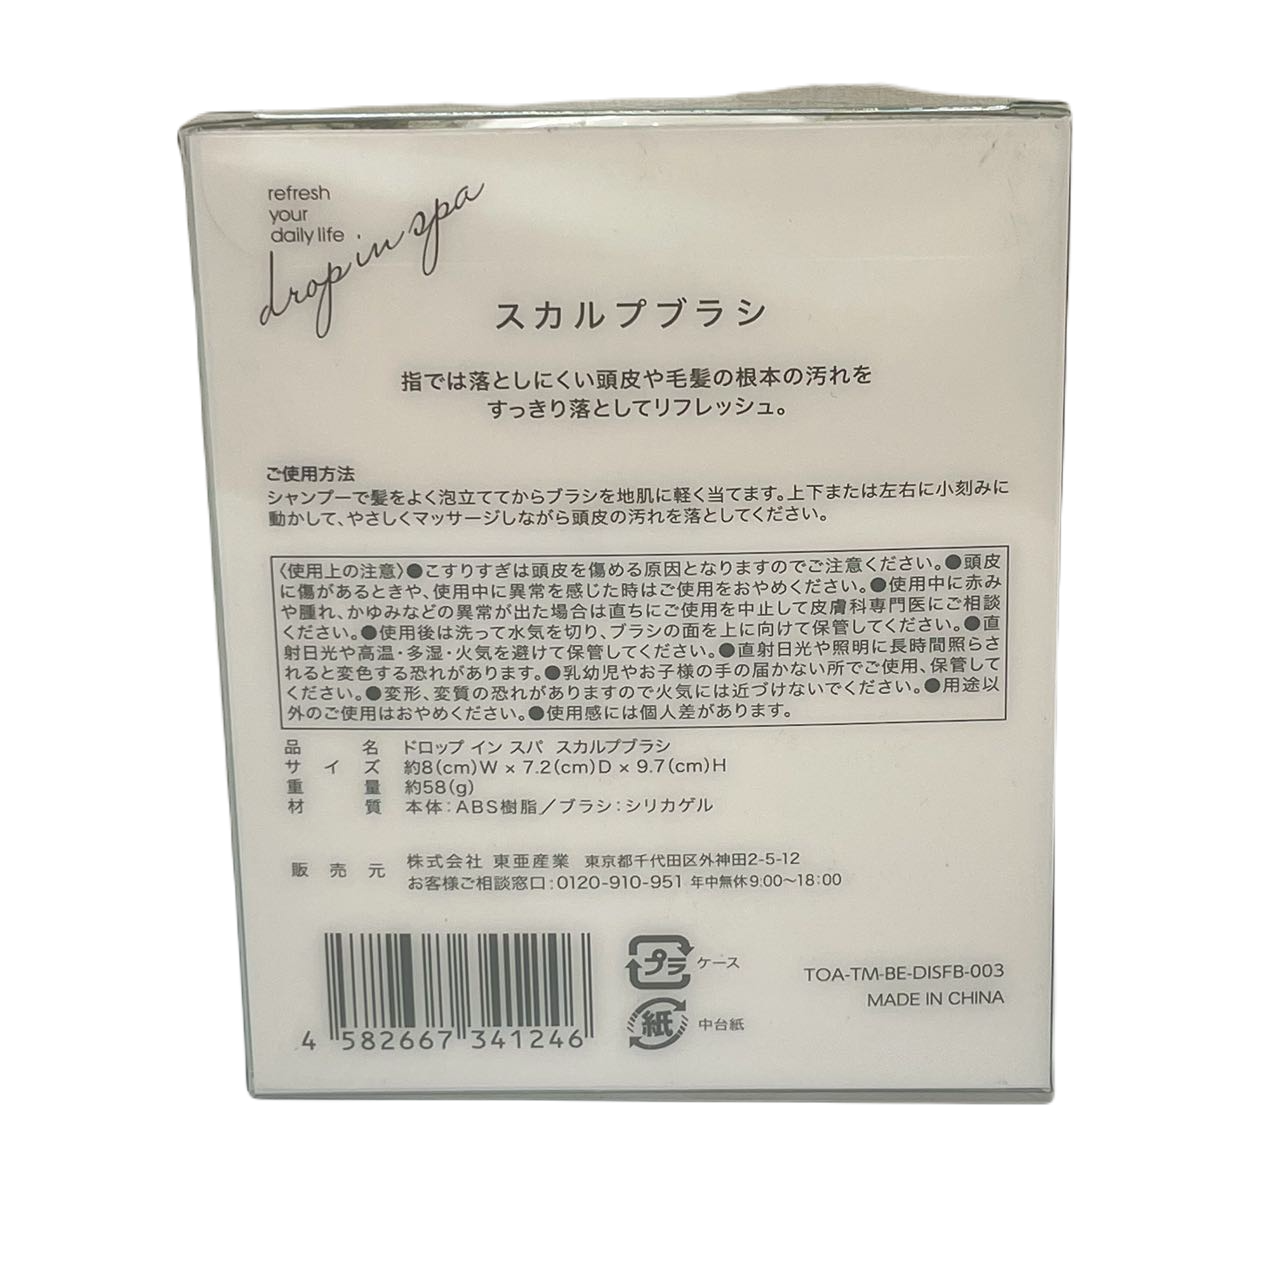 refresh
your
daily life
drop in spa
スカルプブラシ
指では落としにくい頭皮や毛髪の根本の汚れを
すっきり落としてリフレッシュ。
ご使用方法
シャンプーで髪をよく泡立ててからブラシを地肌に軽く当てます。上下または左右に小刻みに
動かして、やさしくマッサージしながら頭皮の汚れを落としてください。
〈使用上の注意〉●こすりすぎは頭皮を傷める原因となりますのでご注意ください。●頭皮
に傷があるときや、使用中に異常を感じた時はご使用をおやめください。●使用中に赤み
や腫れ、かゆみなどの異常が出た場合は直ちにご使用を中止して皮膚科専門医にご相談
ください。●使用後は洗って水気を切り、ブラシの面を上に向けて保管してください。●直
射日光や高温・多湿・火気を避けて保管してください。●直射日光や照明に長時間照らさ
れると変色する恐れがあります。●乳幼児やお子様の手の届かない所でご使用、保管して
ください。●変形、変質の恐れがありますので火気には近づけないでください。●用途以
外のご使用はおやめください。●使用感には個人差があります。
品名 ドロップ イン スパ スカルプブラシ
サイズ 約8(cm)W × 7.2(cm)D × 9.7(cm)H
重量 約58(g)
材質 本体：ABS樹脂／ブラシ：シリカゲル
販売元 株式会社 東亜産業 東京都千代田区外神田2-5-12
お客様ご相談窓口：0120-910-951 年中無休9:00〜18:00
4 582667 341246
プラ ケース
紙 中台紙
TOA-TM-BE-DISFB-003
MADE IN CHINA